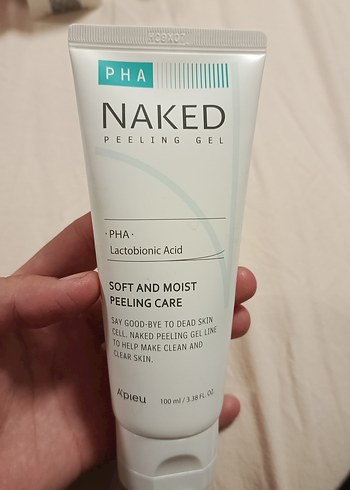 PHA
NAKED
PEELING GEL
·PHA·
Lactobionic Acid
SOFT AND MOIST
PEELING CARE
SAY GOOD-BYE TO DEAD SKIN
CELL. NAKED PEELING GEL LINE
TO HELP MAKE CLEAN AND
CLEAR SKIN.
A'pieu 100 ml / 3.38 FL. OZ.